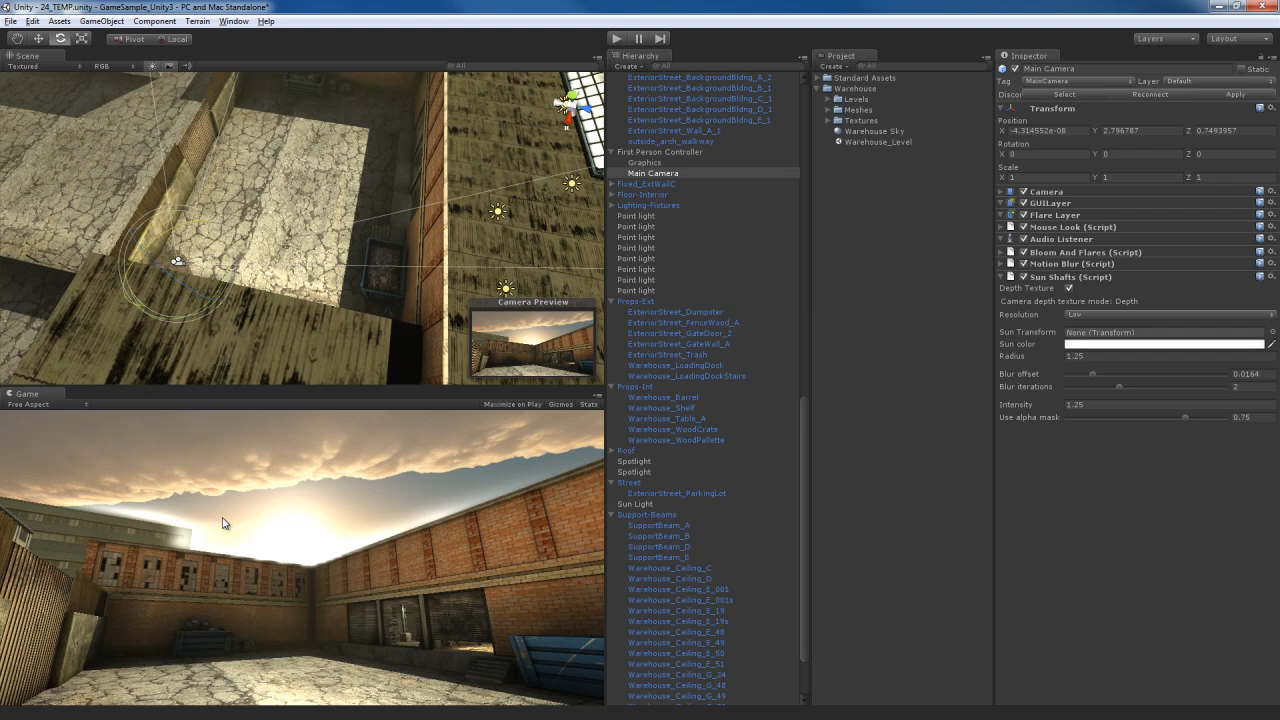 Unity - 24_TEMP.unity - GameSample_Unity3 - PC and Mac Standalone*
File Edit Assets GameObject Component Terrain Window Help
Pivot Local Layers Layout
Scene
Textured RGB All
Camera Preview
Game
Free Aspect Maximize on Play Gizmos Stats
Hierarchy
Create All
ExteriorStreet_BackgroundBldng_A_2
ExteriorStreet_BackgroundBldng_B_1
ExteriorStreet_BackgroundBldng_C_1
ExteriorStreet_BackgroundBldng_D_1
ExteriorStreet_BackgroundBldng_E_1
ExteriorStreet_Wall_A_1
outside_arch_walkway
First Person Controller
Graphics
Main Camera
Fixed_ExtWallC
Floor-Interior
Lighting-Fixtures
Point light
Point light
Point light
Point light
Point light
Point light
Point light
Point light
Props-Ext
ExteriorStreet_Dumpster
ExteriorStreet_FenceWood_A
ExteriorStreet_GateDoor_2
ExteriorStreet_GateWall_A
ExteriorStreet_Trash
Warehouse_LoadingDock
Warehouse_LoadingDockStairs
Props-Int
Warehouse_Barrel
Warehouse_Shelf
Warehouse_Table_A
Warehouse_WoodCrate
Warehouse_WoodPallette
Roof
Spotlight
Spotlight
Street
ExteriorStreet_ParkingLot
Sun Light
Support-Beams
SupportBeam_A
SupportBeam_B
SupportBeam_D
SupportBeam_E
Warehouse_Ceiling_C
Warehouse_Ceiling_D
Warehouse_Ceiling_E_001
Warehouse_Ceiling_E_001s
Warehouse_Ceiling_E_19
Warehouse_Ceiling_E_19s
Warehouse_Ceiling_E_48
Warehouse_Ceiling_E_49
Warehouse_Ceiling_E_50
Warehouse_Ceiling_E_51
Warehouse_Ceiling_G_24
Warehouse_Ceiling_G_48
Warehouse_Ceiling_G_49
Project
Create All
Standard Assets
Warehouse
Levels
Meshes
Textures
Warehouse Sky
Warehouse_Level
Inspector
Main Camera Static
Tag MainCamera Layer Default
Discon Select Reconnect Apply
Transform
Position
X -4.314552e-08 Y 2.796787 Z 0.7493957
Rotation
X 0 Y 0 Z 0
Scale
X 1 Y 1 Z 1
Camera
GUILayer
Flare Layer
Mouse Look (Script)
Audio Listener
Bloom And Flares (Script)
Motion Blur (Script)
Sun Shafts (Script)
Depth Texture
Camera depth texture mode: Depth
Resolution Low
Sun Transform None (Transform)
Sun color
Radius 1.25
Blur offset 0.0164
Blur iterations 2
Intensity 1.25
Use alpha mask 0.75